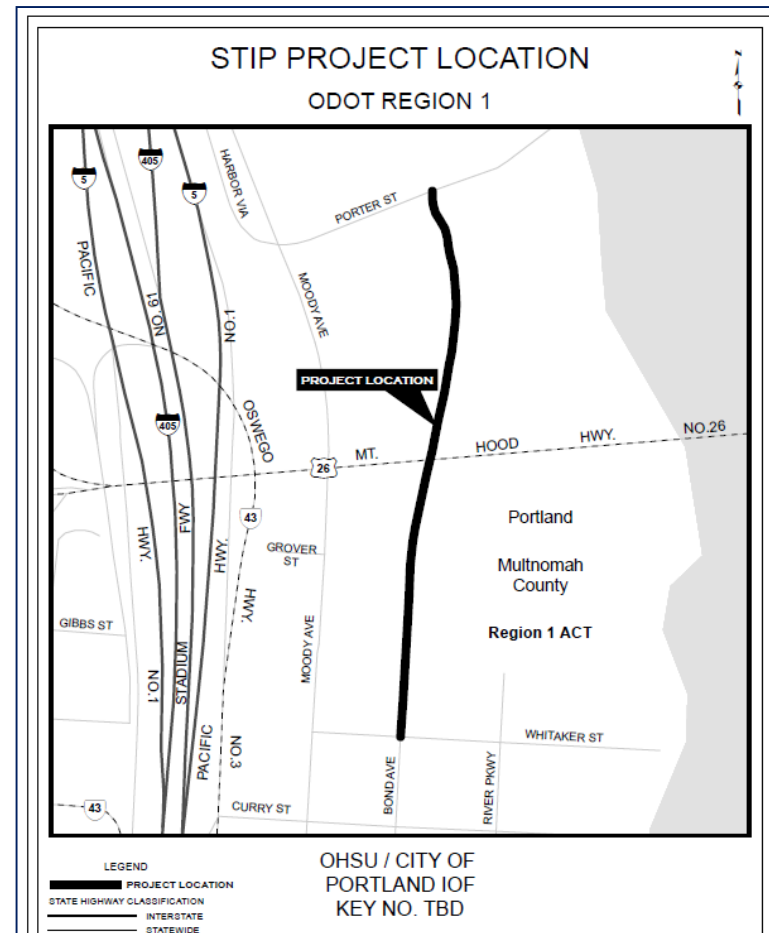 STIP PROJECT LOCATION
ODOT REGION 1
N
5
405
5
HARBOR VIA
PORTER ST
PACIFIC
NO.61
NO.1
MOODY AVE
PROJECT LOCATION
OSWEGO
405
26
MT.
HOOD
HWY.
NO.26
43
HWY.
FWY
HWY.
HWY.
GROVER
ST
Portland
Multnomah
County
Region 1 ACT
GIBBS ST
MOODY AVE
NO.1
STADIUM
PACIFIC
NO.3
WHITAKER ST
BOND AVE
RIVER PKWY
43
CURRY ST
LEGEND
PROJECT LOCATION
STATE HIGHWAY CLASSIFICATION
INTERSTATE
STATEWIDE
OHSU / CITY OF
PORTLAND IOF
KEY NO. TBD